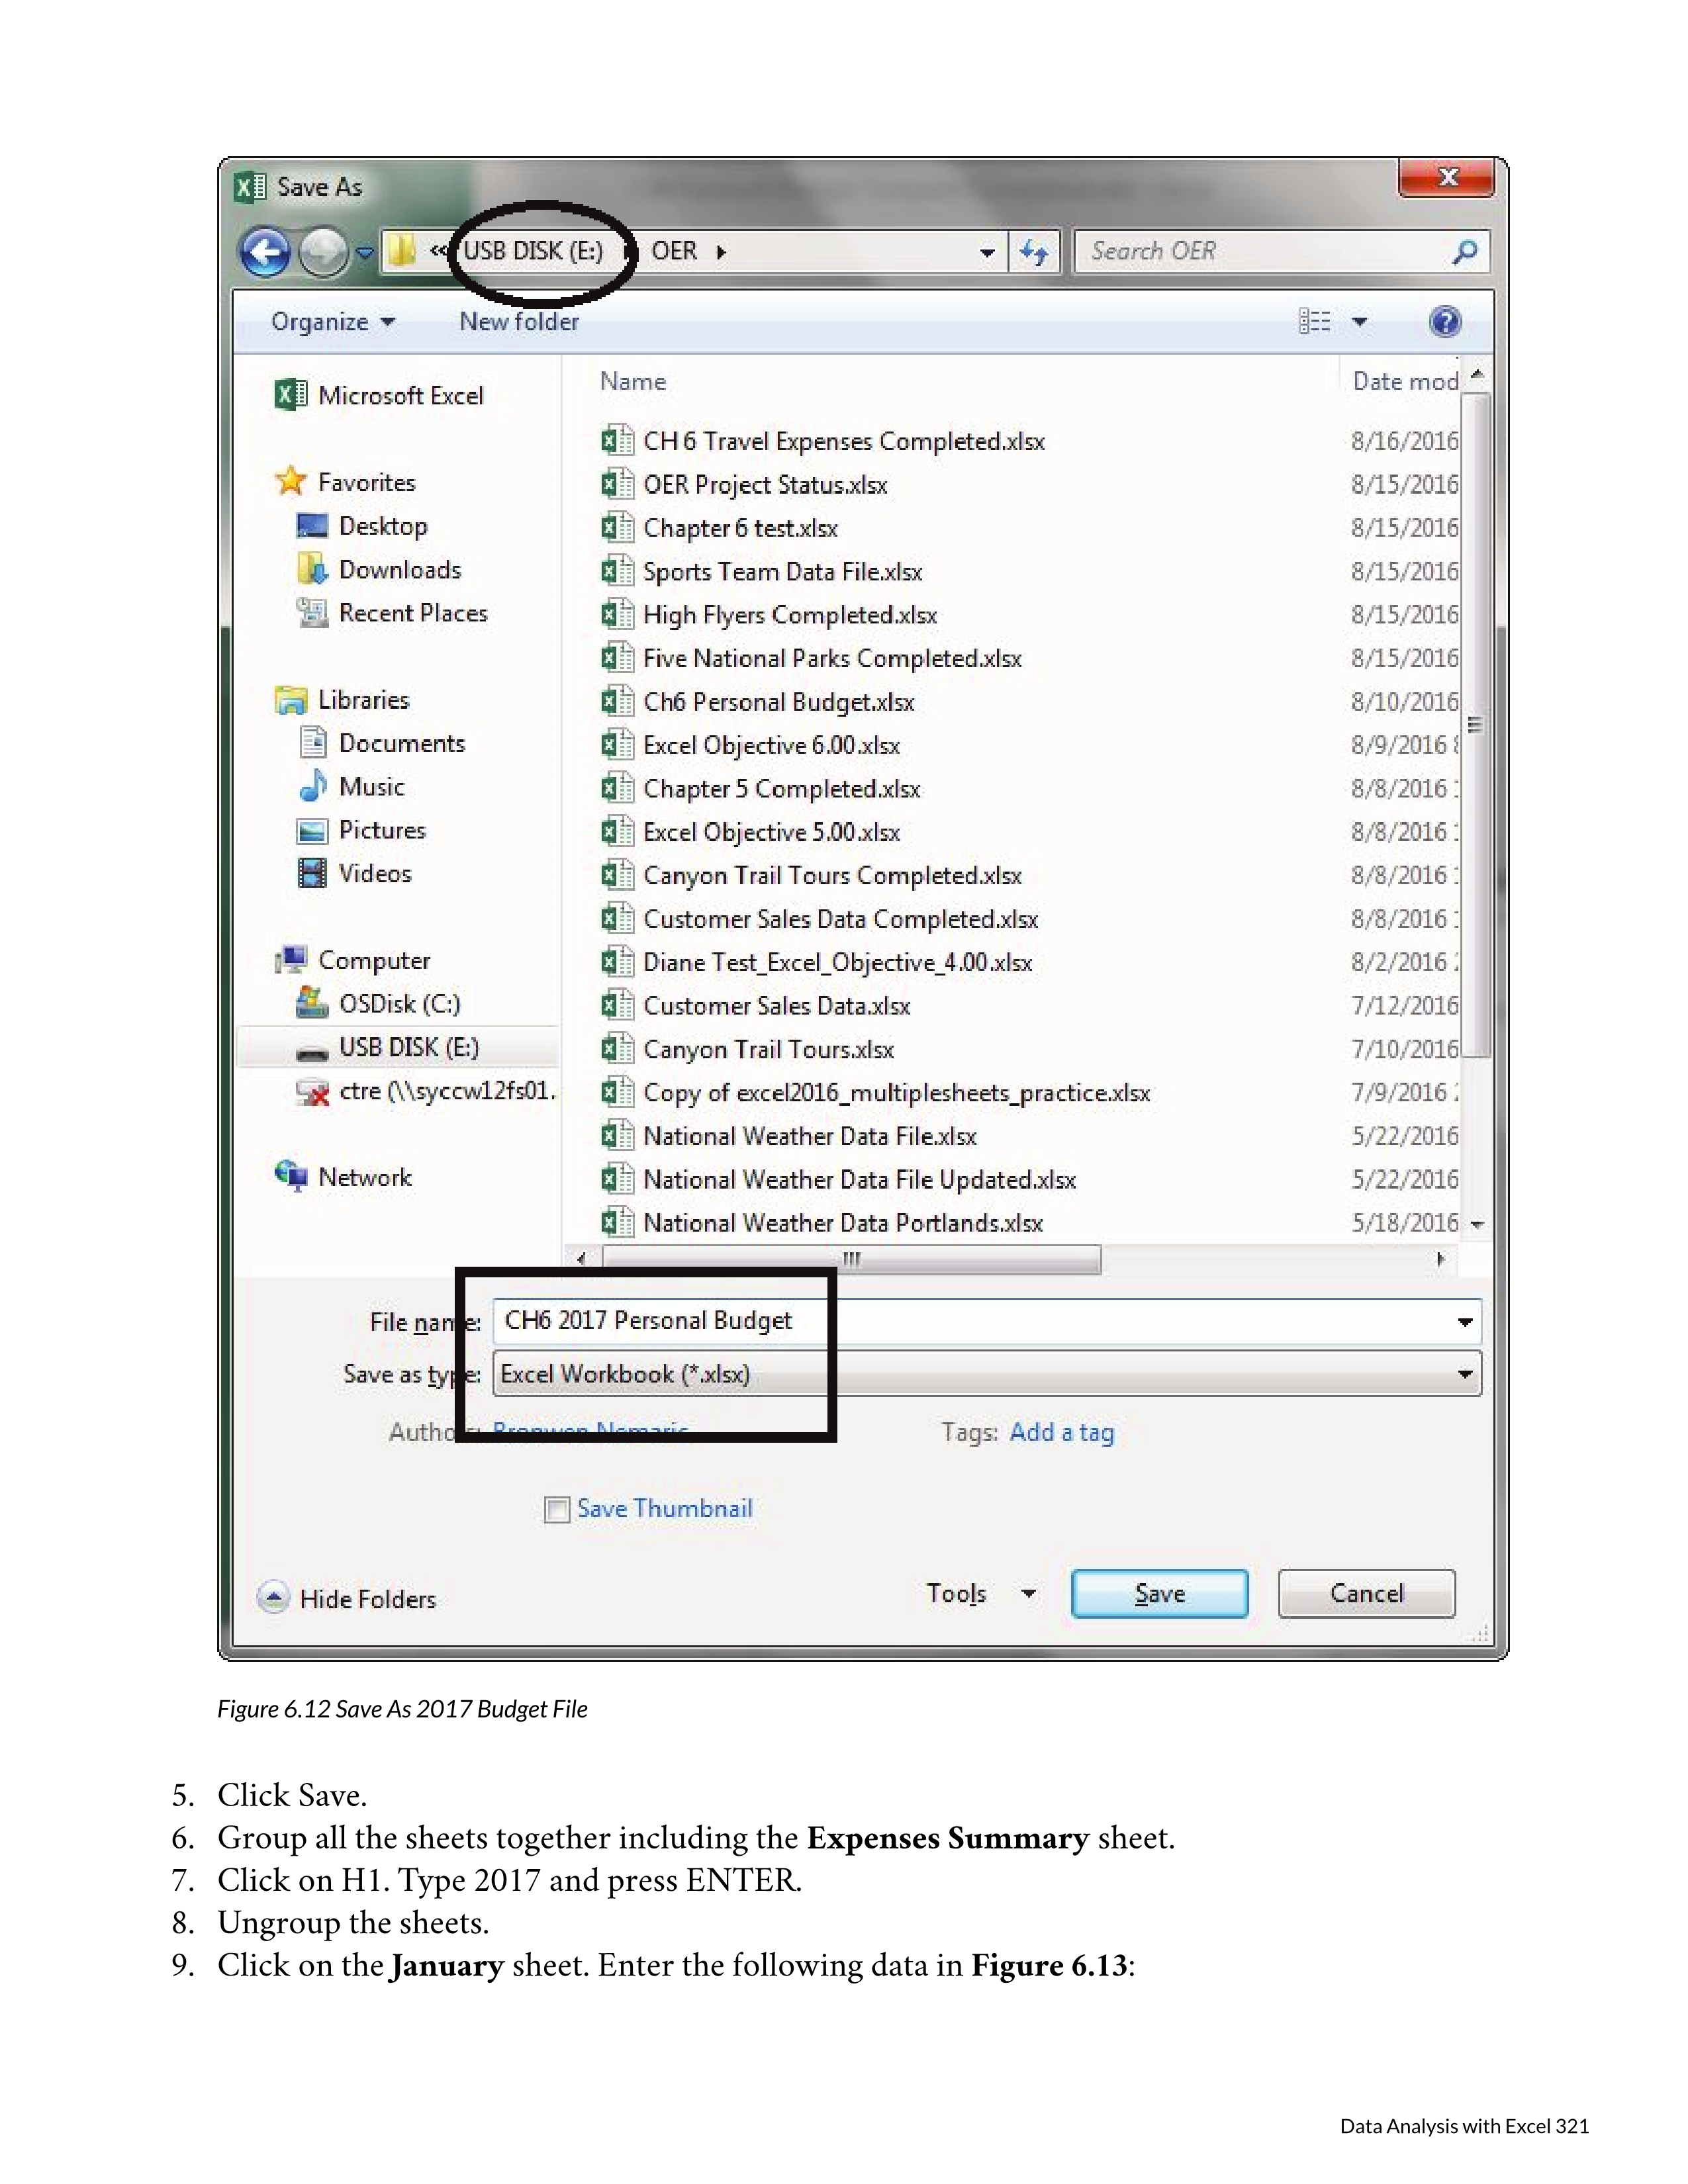 Save As
« USB DISK (E:) OER
Search OER
Organize
New folder
Microsoft Excel
Favorites
Desktop
Downloads
Recent Places
Libraries
Documents
Music
Pictures
Videos
Computer
OSDisk (C:)
USB DISK (E:)
ctre (\\syccw12fs01.
Network
Name Date mod
CH 6 Travel Expenses Completed.xlsx 8/16/2016
OER Project Status.xlsx 8/15/2016
Chapter 6 test.xlsx 8/15/2016
Sports Team Data File.xlsx 8/15/2016
High Flyers Completed.xlsx 8/15/2016
Five National Parks Completed.xlsx 8/15/2016
Ch6 Personal Budget.xlsx 8/10/2016
Excel Objective 6.00.xlsx 8/9/2016
Chapter 5 Completed.xlsx 8/8/2016
Excel Objective 5.00.xlsx 8/8/2016
Canyon Trail Tours Completed.xlsx 8/8/2016
Customer Sales Data Completed.xlsx 8/8/2016
Diane Test_Excel_Objective_4.00.xlsx 8/2/2016
Customer Sales Data.xlsx 7/12/2016
Canyon Trail Tours.xlsx 7/10/2016
Copy of excel2016_multiplesheets_practice.xlsx 7/9/2016
National Weather Data File.xlsx 5/22/2016
National Weather Data File Updated.xlsx 5/22/2016
National Weather Data Portlands.xlsx 5/18/2016
File name: CH6 2017 Personal Budget
Save as type: Excel Workbook (*.xlsx)
Tags: Add a tag
Save Thumbnail
Hide Folders
Tools
Save
Cancel
Figure 6.12 Save As 2017 Budget File
5. Click Save.
6. Group all the sheets together including the Expenses Summary sheet.
7. Click on H1. Type 2017 and press ENTER.
8. Ungroup the sheets.
9. Click on the January sheet. Enter the following data in Figure 6.13:
Data Analysis with Excel 321